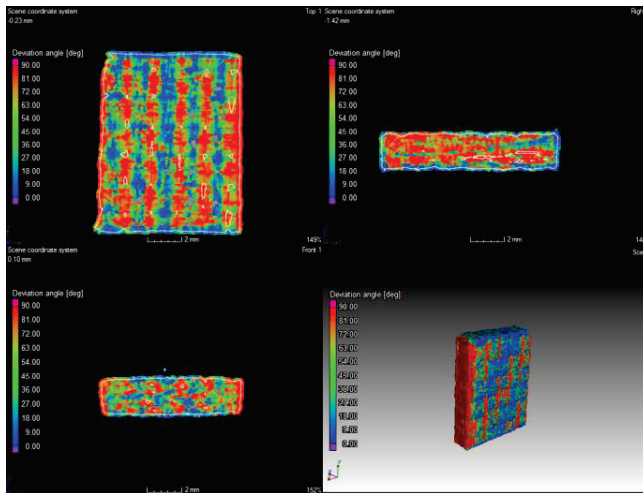 Scene coordinate system
-0.23 mm
Top 1
Deviation angle [deg]
90.00
81.00
72.00
63.00
54.00
45.00
36.00
27.00
18.00
9.00
0.00
2 mm
149%
Scene coordinate system
-1.42 mm
Right
Deviation angle [deg]
90.00
81.00
72.00
63.00
54.00
45.00
36.00
27.00
18.00
9.00
0.00
2 mm
14
Scene coordinate system
0.10 mm
Front 1
Deviation angle [deg]
90.00
81.00
72.00
63.00
54.00
45.00
36.00
27.00
18.00
9.00
0.00
2 mm
152%
Sce
Deviation angle [deg]
90.00
81.00
72.00
63.00
54.00
45.00
36.00
27.00
18.00
9.00
0.00